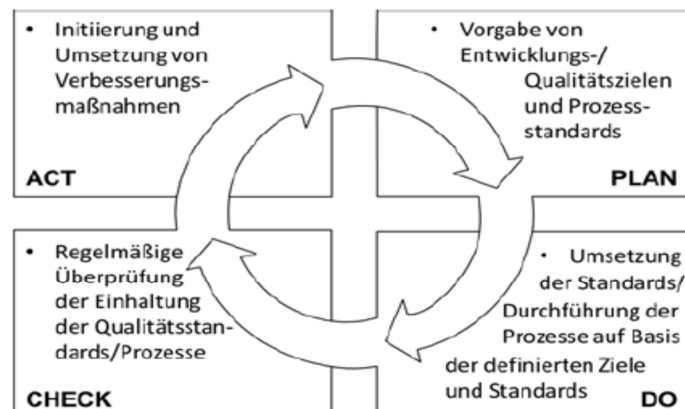 • Initiierung und
Umsetzung von
Verbesserungs-
maßnahmen
ACT
• Vorgabe von
Entwicklungs-/
Qualitätszielen
und Prozess-
standards
PLAN
• Regelmäßige
Überprüfung
der Einhaltung
der Qualitätsstan-
dards/Prozesse
CHECK
• Umsetzung
der Standards/
Durchführung der
Prozesse auf Basis
der definierten Ziele
und Standards
DO